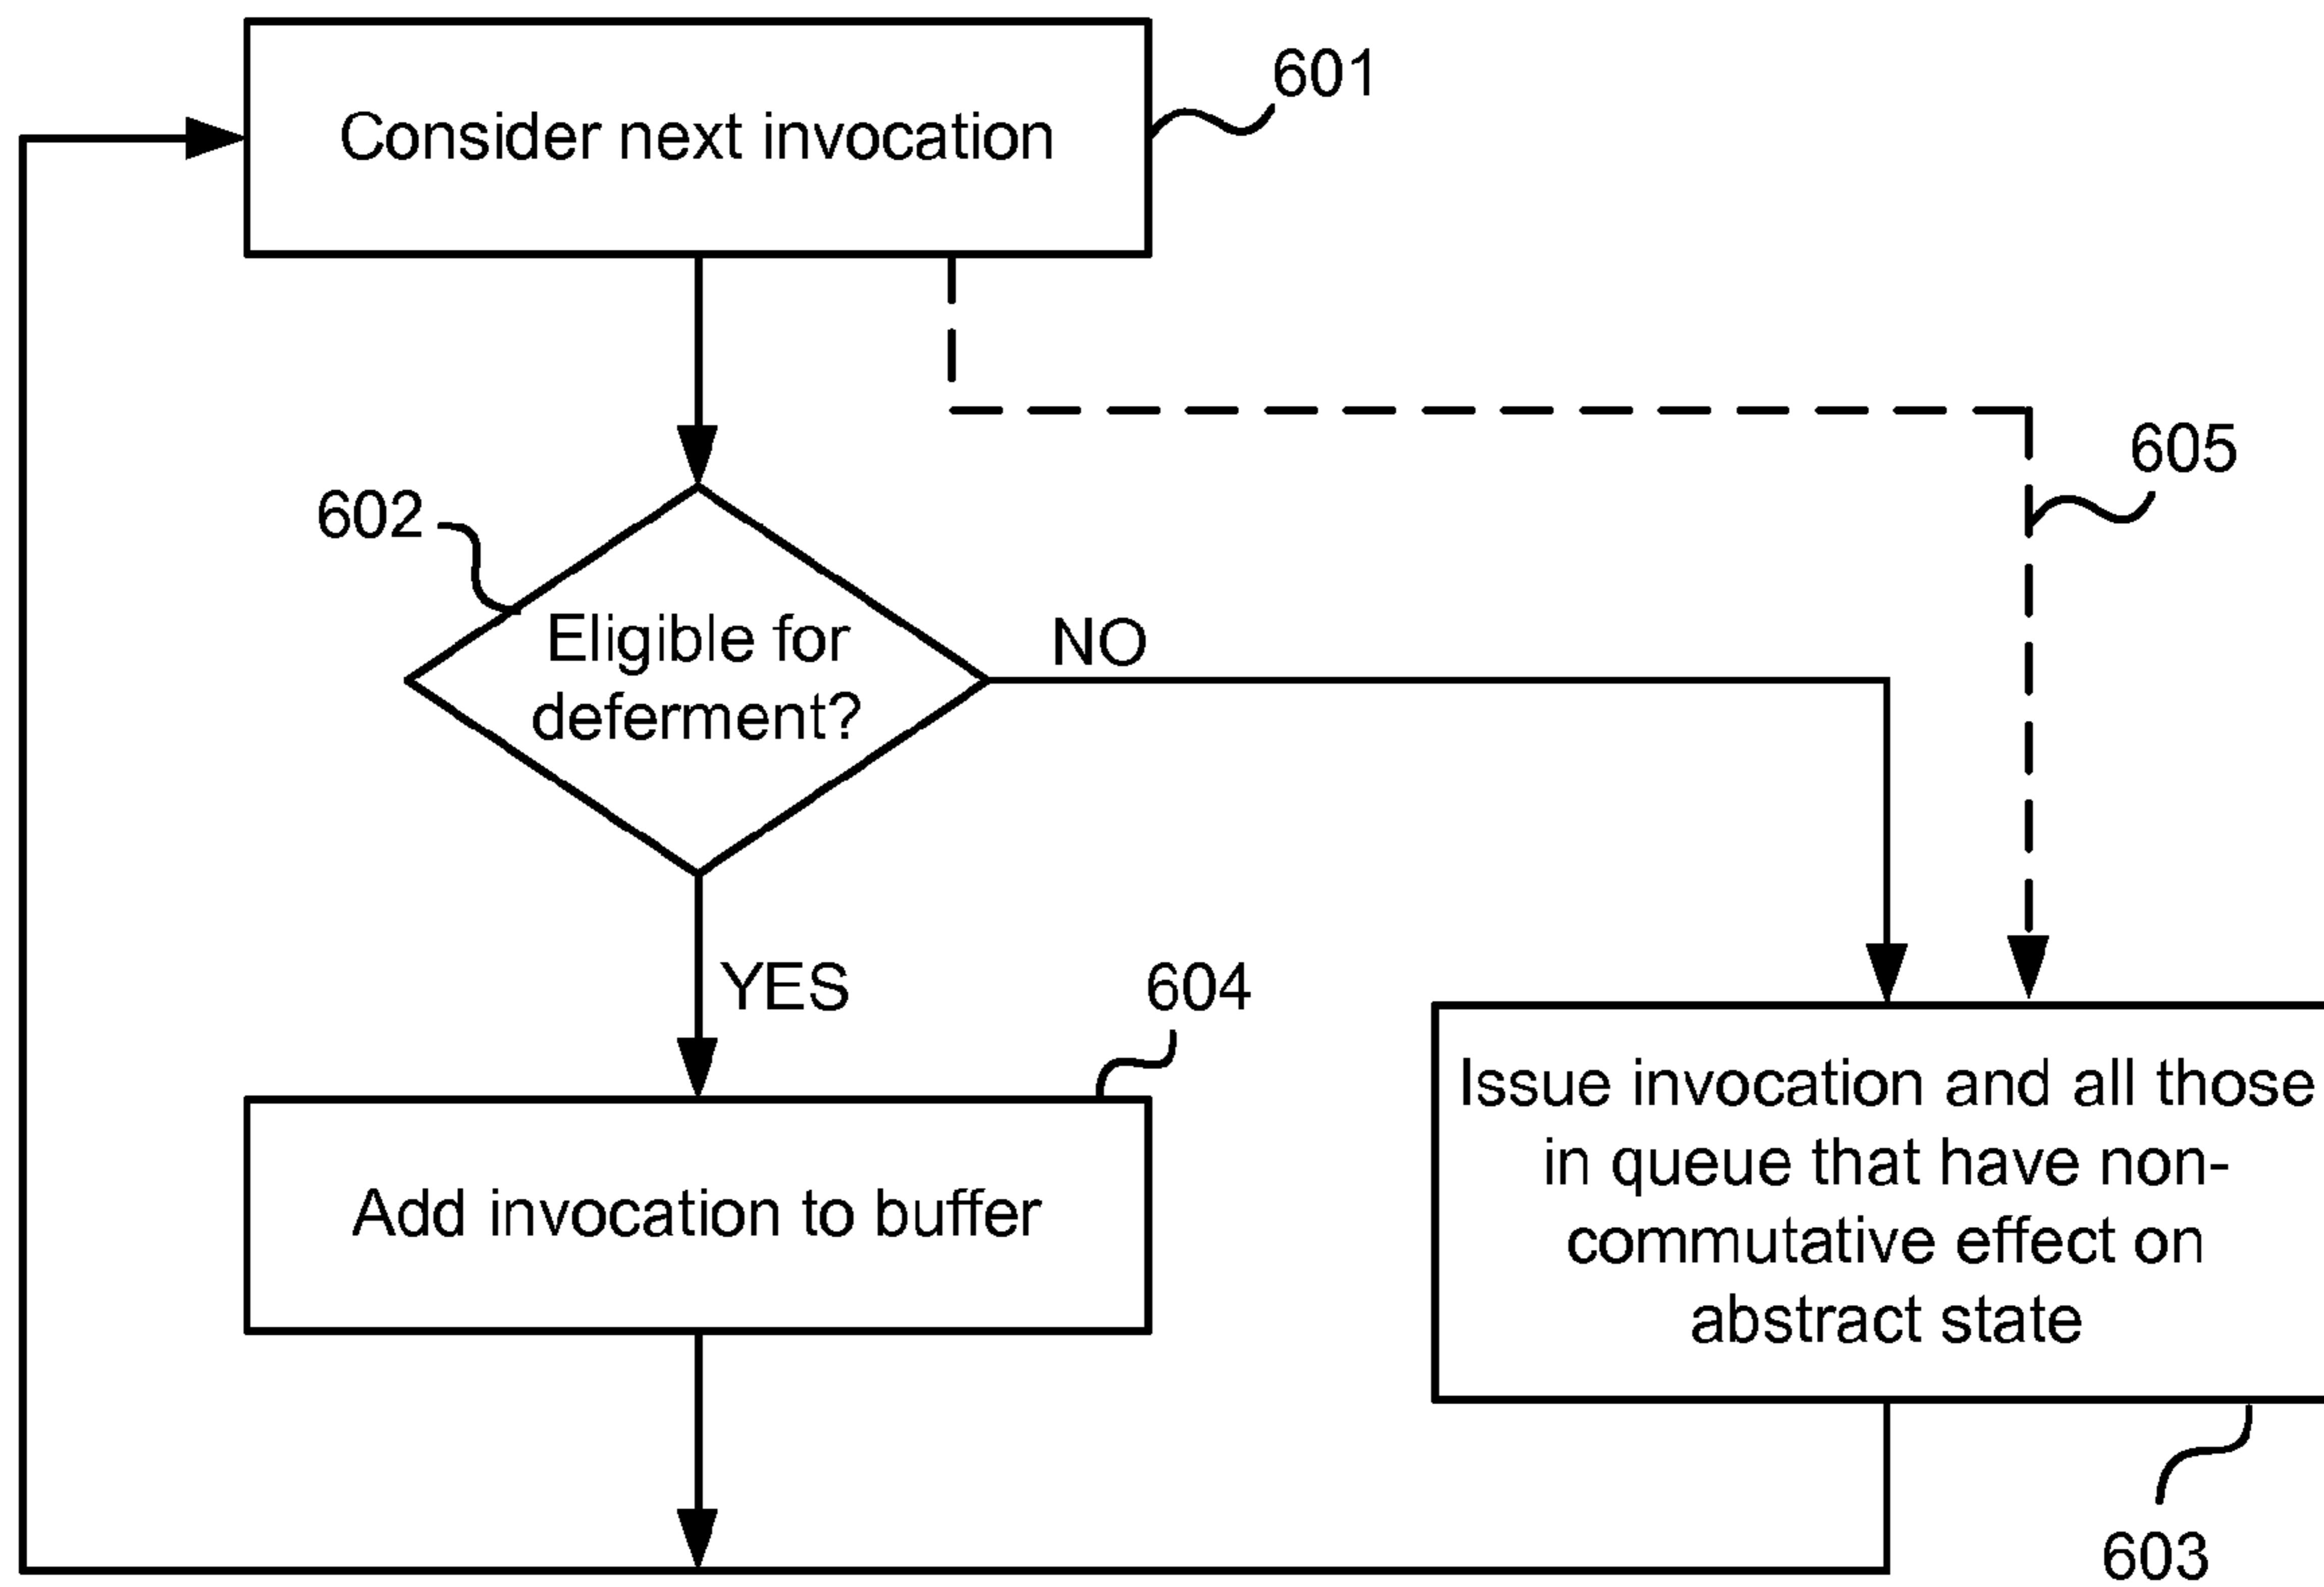 601
Consider next invocation
605
602
Eligible for
deferment?
NO
YES
604
Add invocation to buffer
Issue invocation and all those
in queue that have non-
commutative effect on
abstract state
603